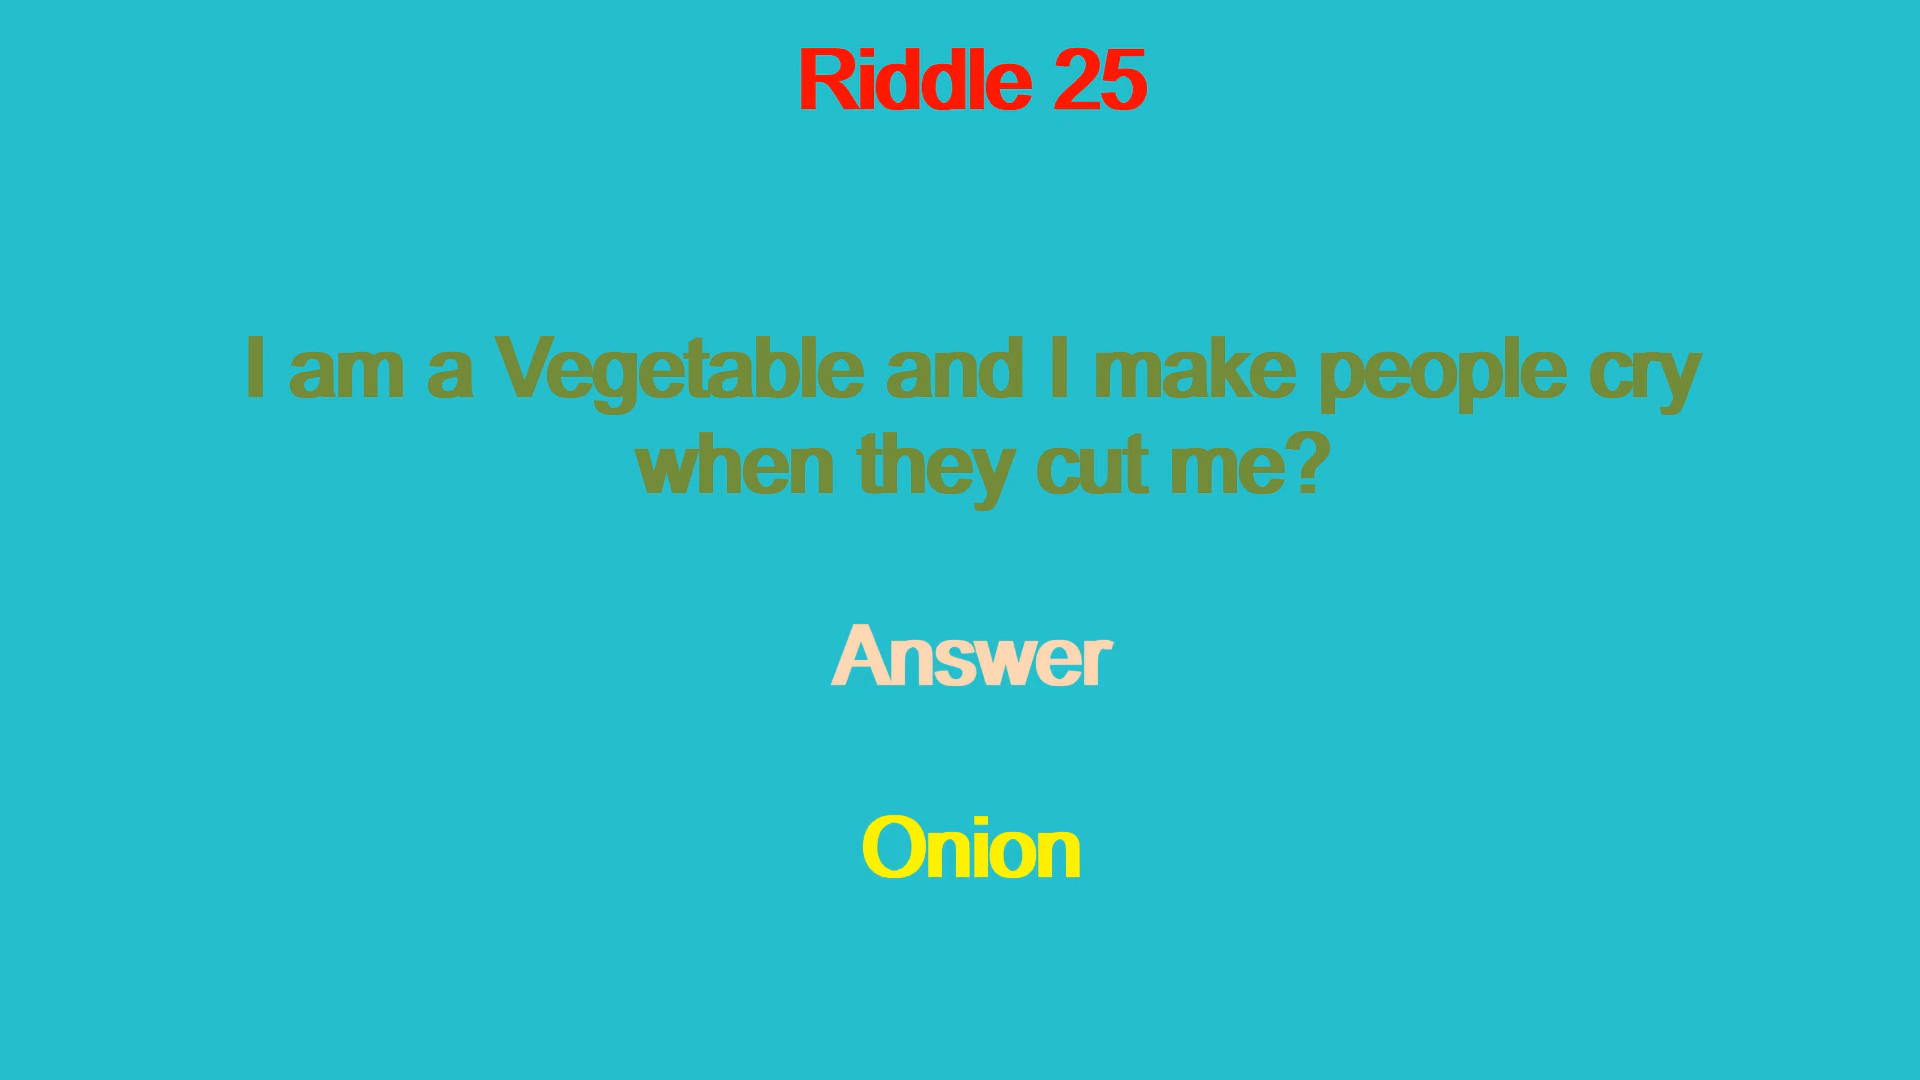 Riddle 25
I am a Vegetable and I make people cry
when they cut me?
Answer
Onion